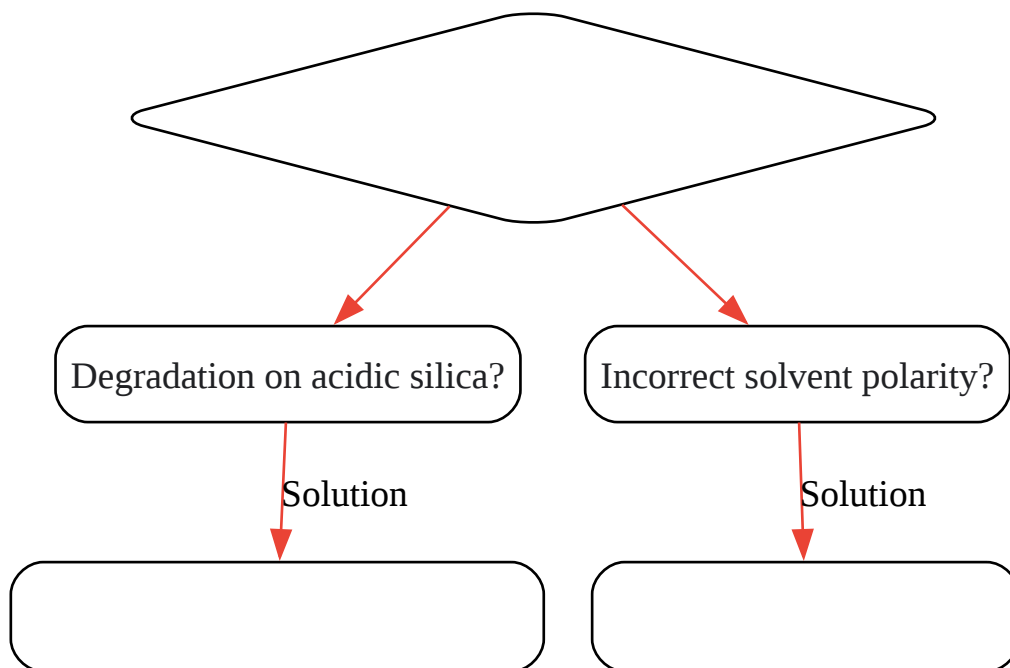 Degradation on acidic silica?
Incorrect solvent polarity?
Solution
Solution